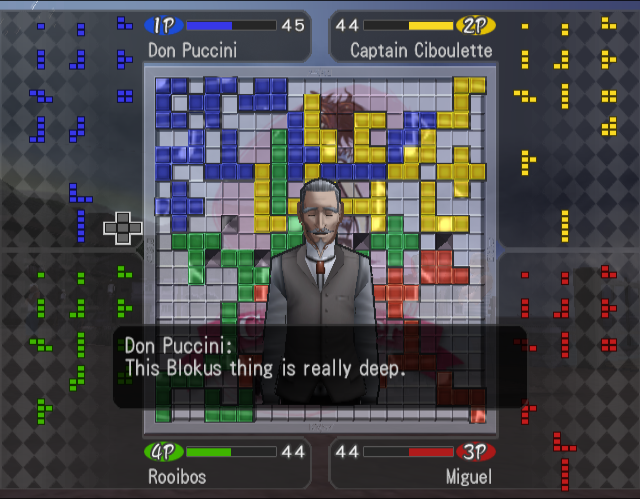 1P 45
Don Puccini
44 2P
Captain Ciboulette
Don Puccini:
This Blokus thing is really deep.
4P 44
Rooibos
44 3P
Miguel